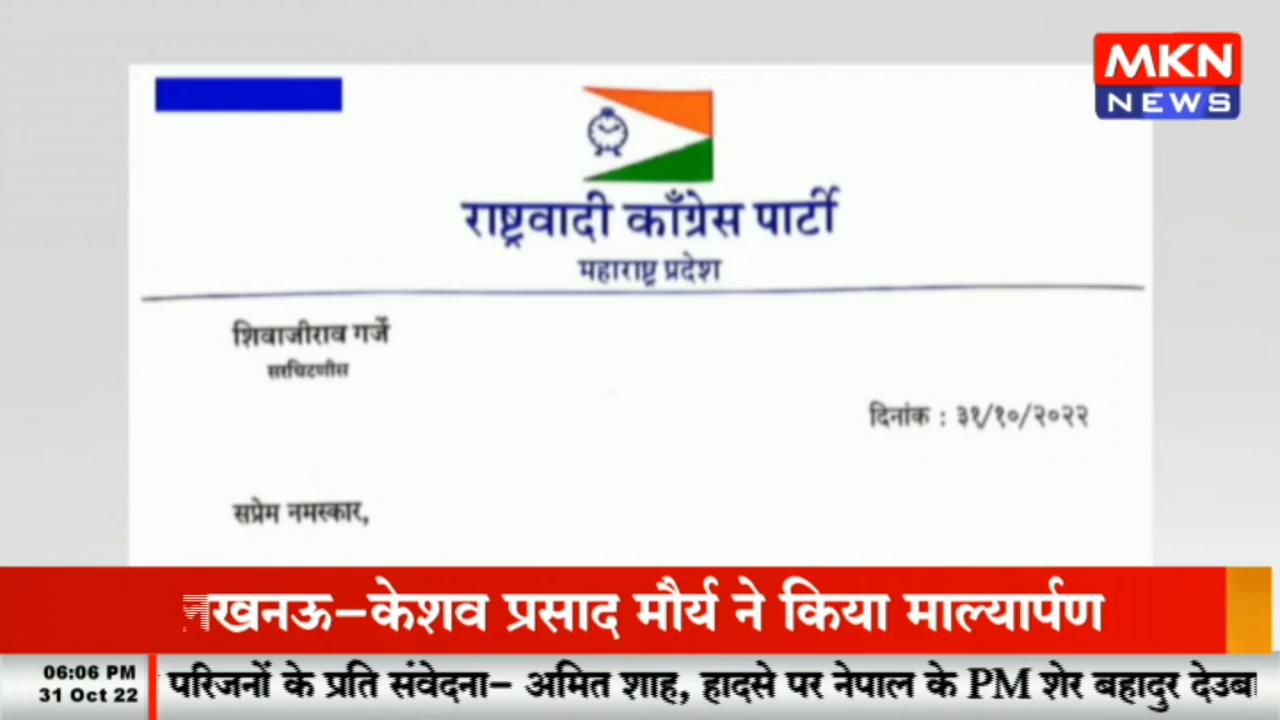 MKN
NEWS
राष्ट्रवादी काँग्रेस पार्टी
महाराष्ट्र प्रदेश
शिवाजीराव गर्जे
सरचिटणीस
दिनांक : ३१/१०/२०२२
सप्रेम नमस्कार,
लखनऊ-केशव प्रसाद मौर्य ने किया माल्यार्पण
06:06 PM
31 Oct 22
परिजनों के प्रति संवेदना- अमित शाह, हादसे पर नेपाल के PM शेर बहादुर